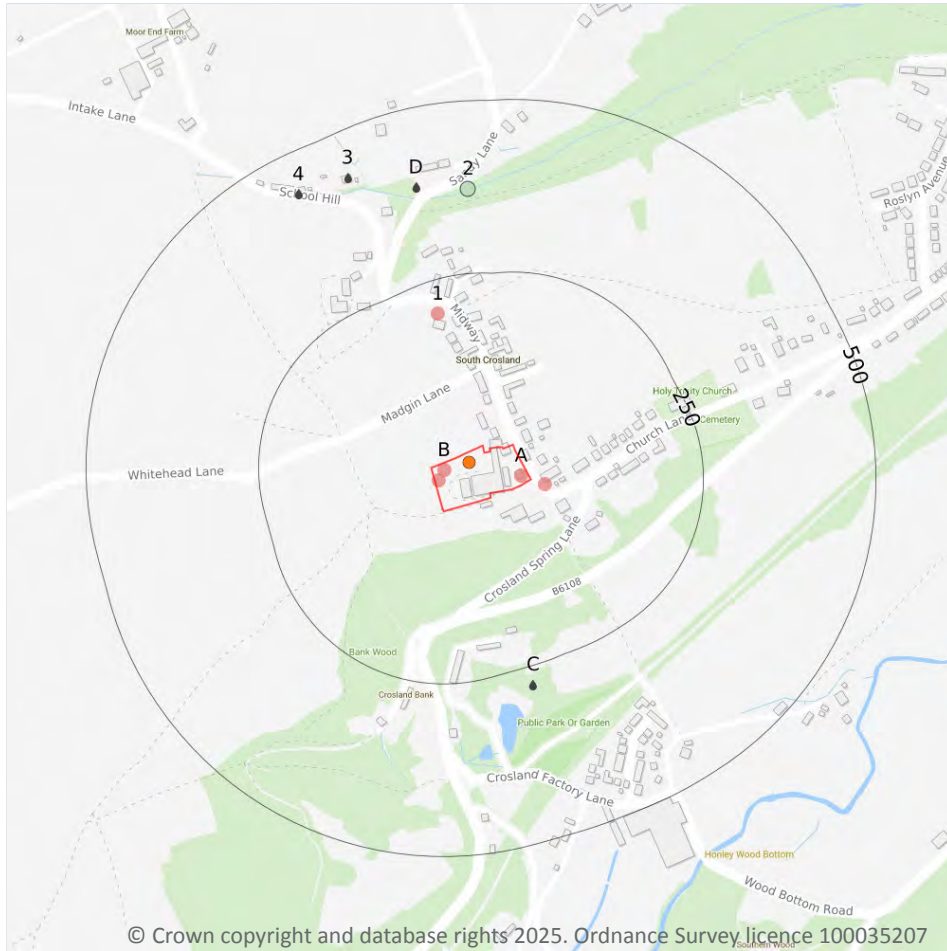 Moor End Farm
Intake Lane
3
D
Sandy Lane
2
4
School Hill
Roslyn Avenue
1
Midway
South Crosland
500
Holy Trinity Church
250
Cemetery
Madgin Lane
Church Lane
B
A
Whitehead Lane
Crosland Spring Lane
B6108
Bank Wood
C
Crosland Bank
Public Park Or Garden
Crosland Factory Lane
Honley Wood Bottom
Wood Bottom Road
Southern Wood
© Crown copyright and database rights 2025. Ordnance Survey licence 100035207